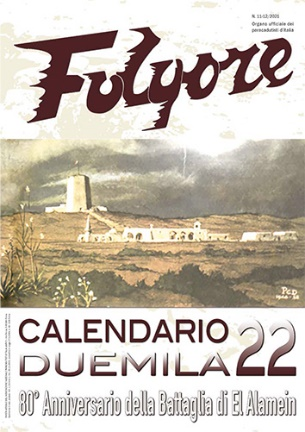 N. 11-12/2021
Organo ufficiale dei
paracadutisti d'Italia
Folgore
PCD
CALENDARIO
DUEMILA 22
80° Anniversario della Battaglia di El Alamein